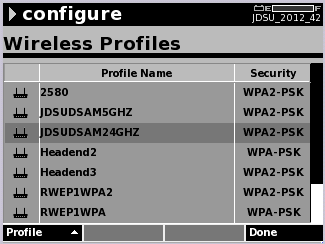 configure
E F
JDSU_2012_42
Wireless Profiles
Profile Name Security
2580 WPA2-PSK
JDSUDSAM5GHZ WPA2-PSK
JDSUDSAM24GHZ WPA2-PSK
Headend2 WPA-PSK
Headend3 WPA2-PSK
RWEP1WPA2 WPA2-PSK
RWEP1WPA WPA-PSK
Profile Done